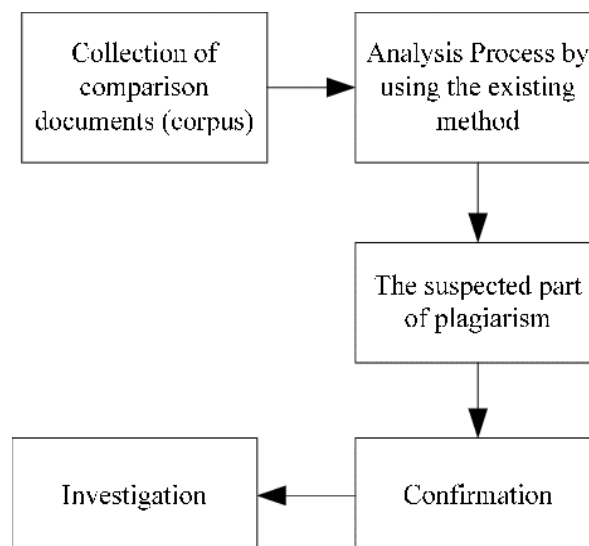 Collection of
comparison
documents (corpus)
Analysis Process by
using the existing
method
The suspected part
of plagiarism
Confirmation
Investigation